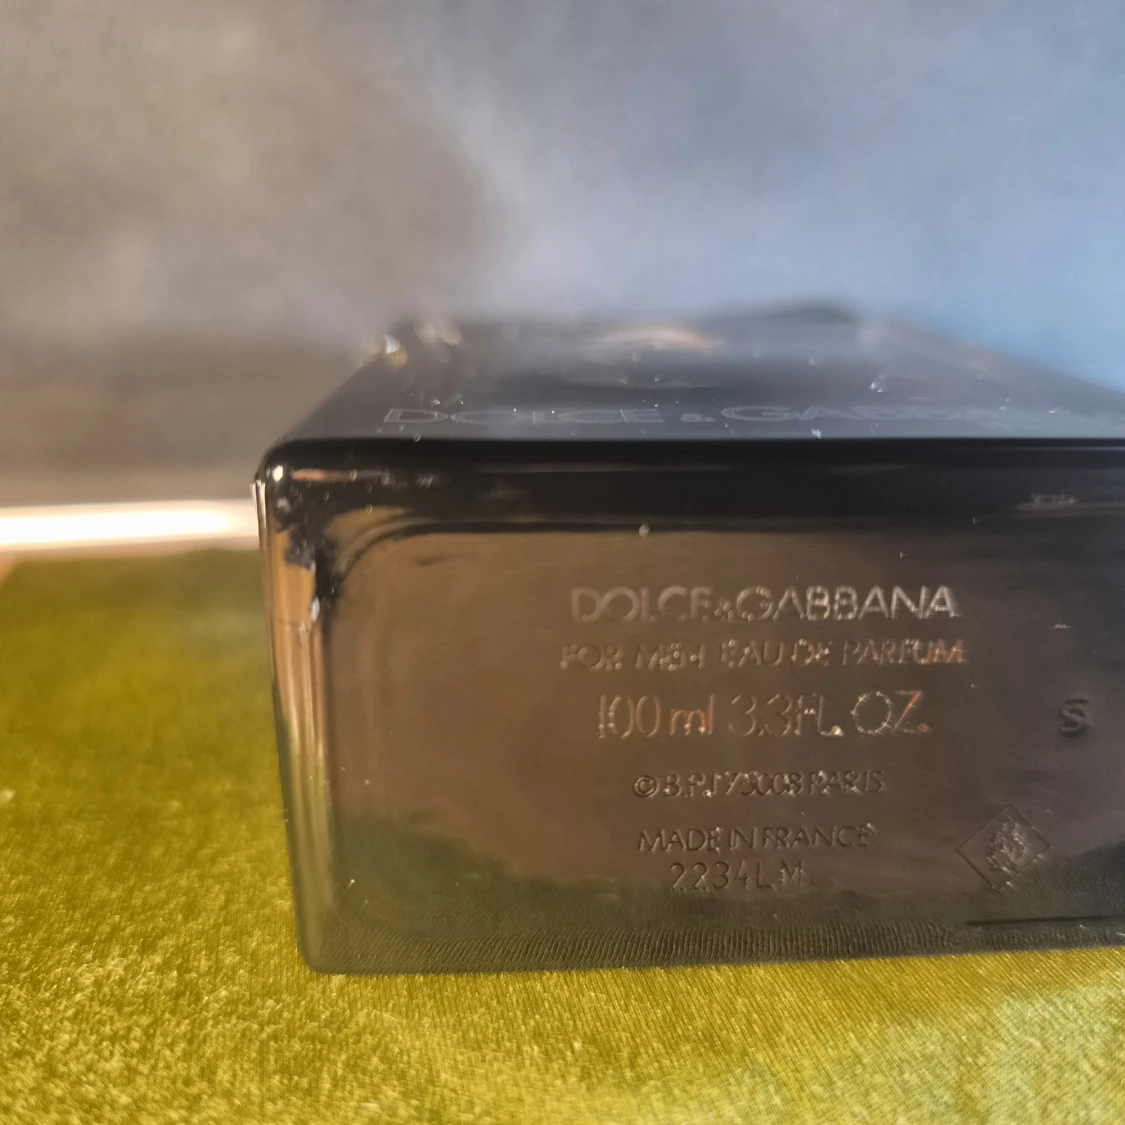 DOLCE & GABBANA
DOLCE&GABBANA
FOR MEN EAU DE PARFUM
100 ml 3.3FL. OZ.
© B.P.I 75008 PARIS
S
MADE IN FRANCE
2234LM